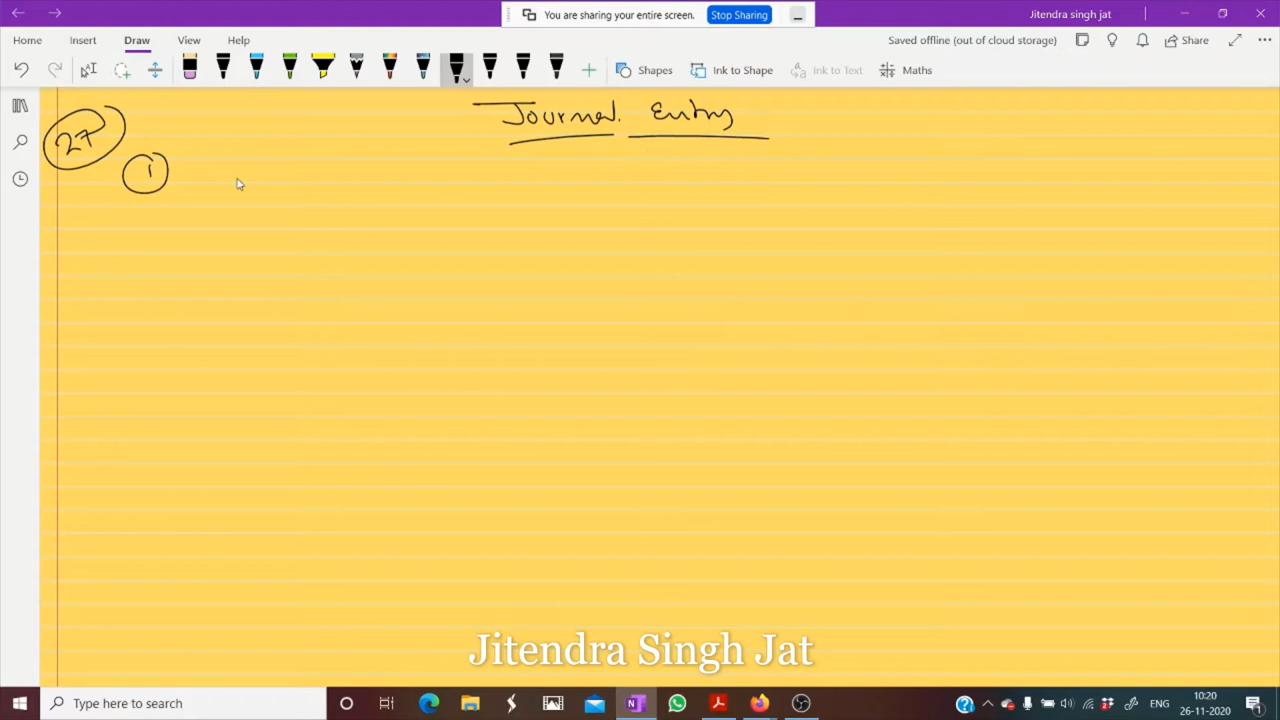 You are sharing your entire screen. Stop Sharing
Jitendra singh jat
Home Insert Draw View Help
Saved offline (out of cloud storage) Share
Shapes Ink to Shape Ink to Text Maths
Journal. Entry
27
1
Jitendra Singh Jat
Type here to search
ENG
10:20
26-11-2020
1